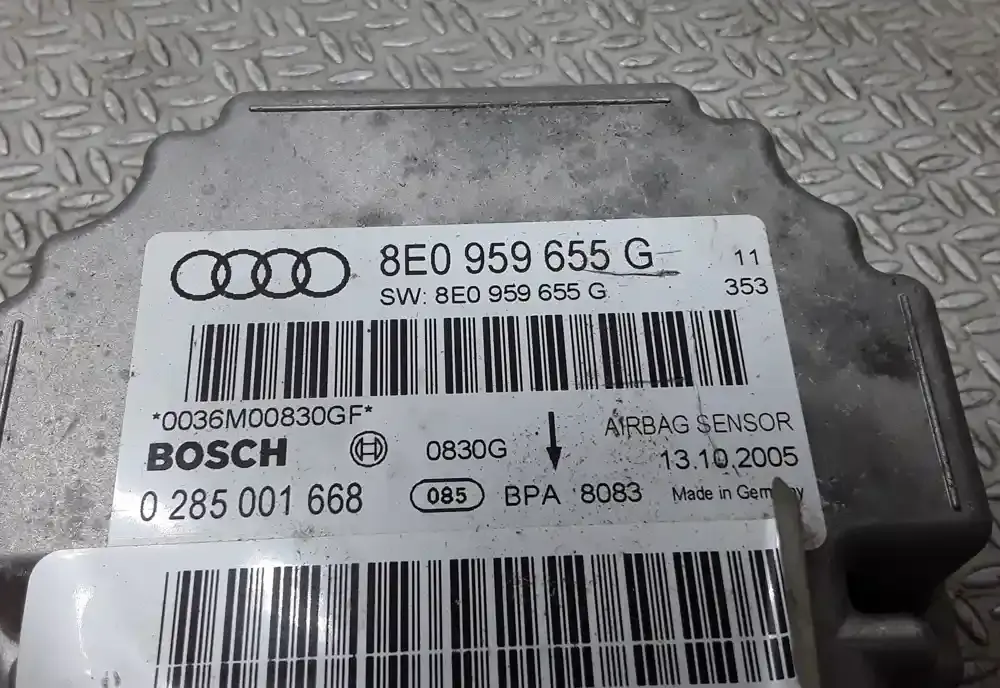 8E0 959 655 G 11
SW: 8E0 959 655 G 353
*0036M00830GF*
BOSCH 0830G AIRBAG SENSOR
13.10.2005
0 285 001 668 085 BPA 8083 Made in Germany